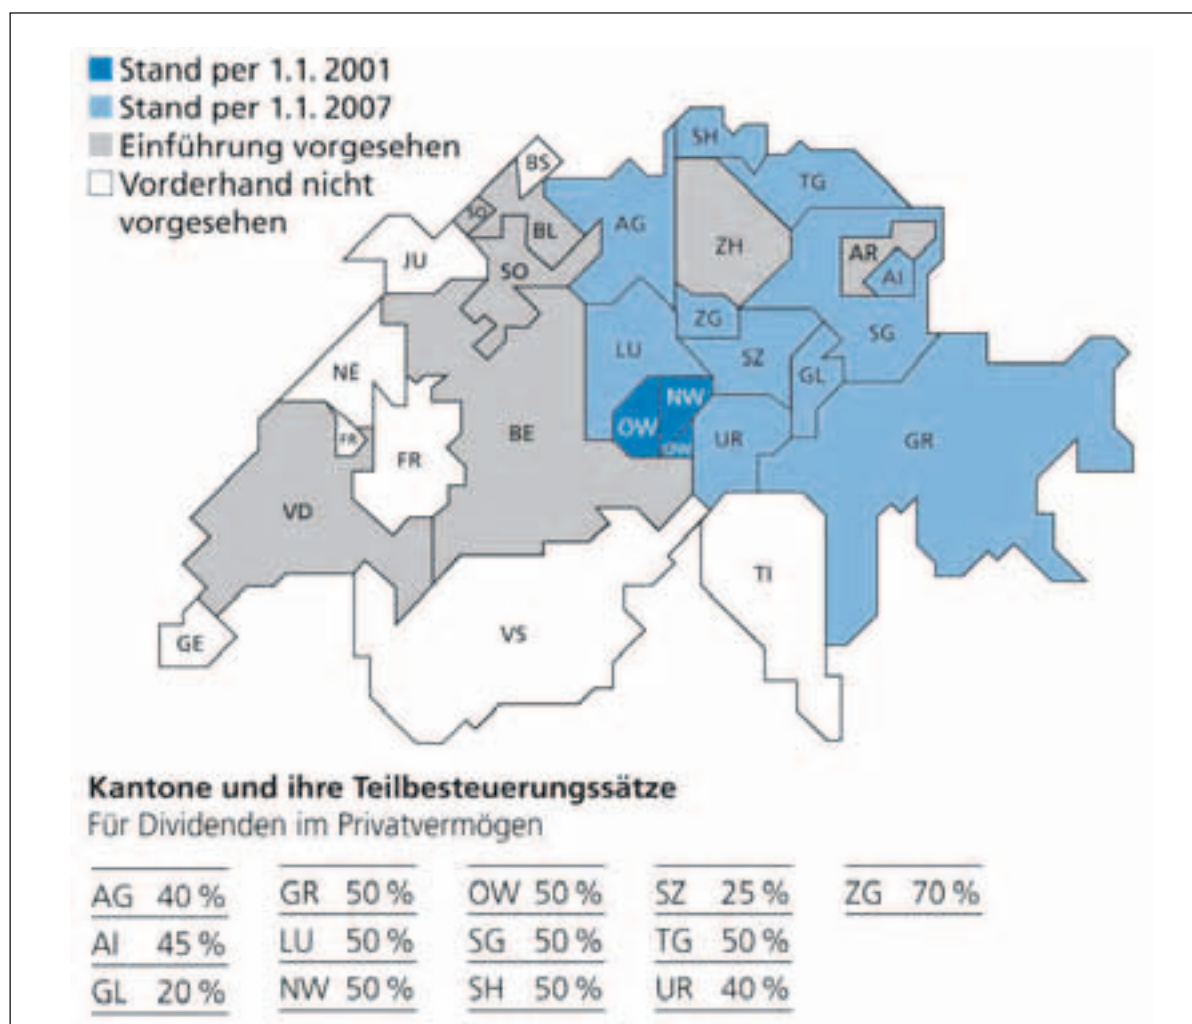 Stand per 1.1. 2001
Stand per 1.1. 2007
Einführung vorgesehen
Vorderhand nicht
vorgesehen
SH
BS
TG
SO
BL
AG
ZH
AR
AI
JU
SO
ZG
SG
LU
SZ
GL
NE
NW
OW
OW
UR
GR
FR
BE
FR
VD
TI
VS
GE
Kantone und ihre Teilbesteuerungssätze
Für Dividenden im Privatvermögen
AG 40 % GR 50 % OW 50 % SZ 25 % ZG 70 %
AI 45 % LU 50 % SG 50 % TG 50 %
GL 20 % NW 50 % SH 50 % UR 40 %